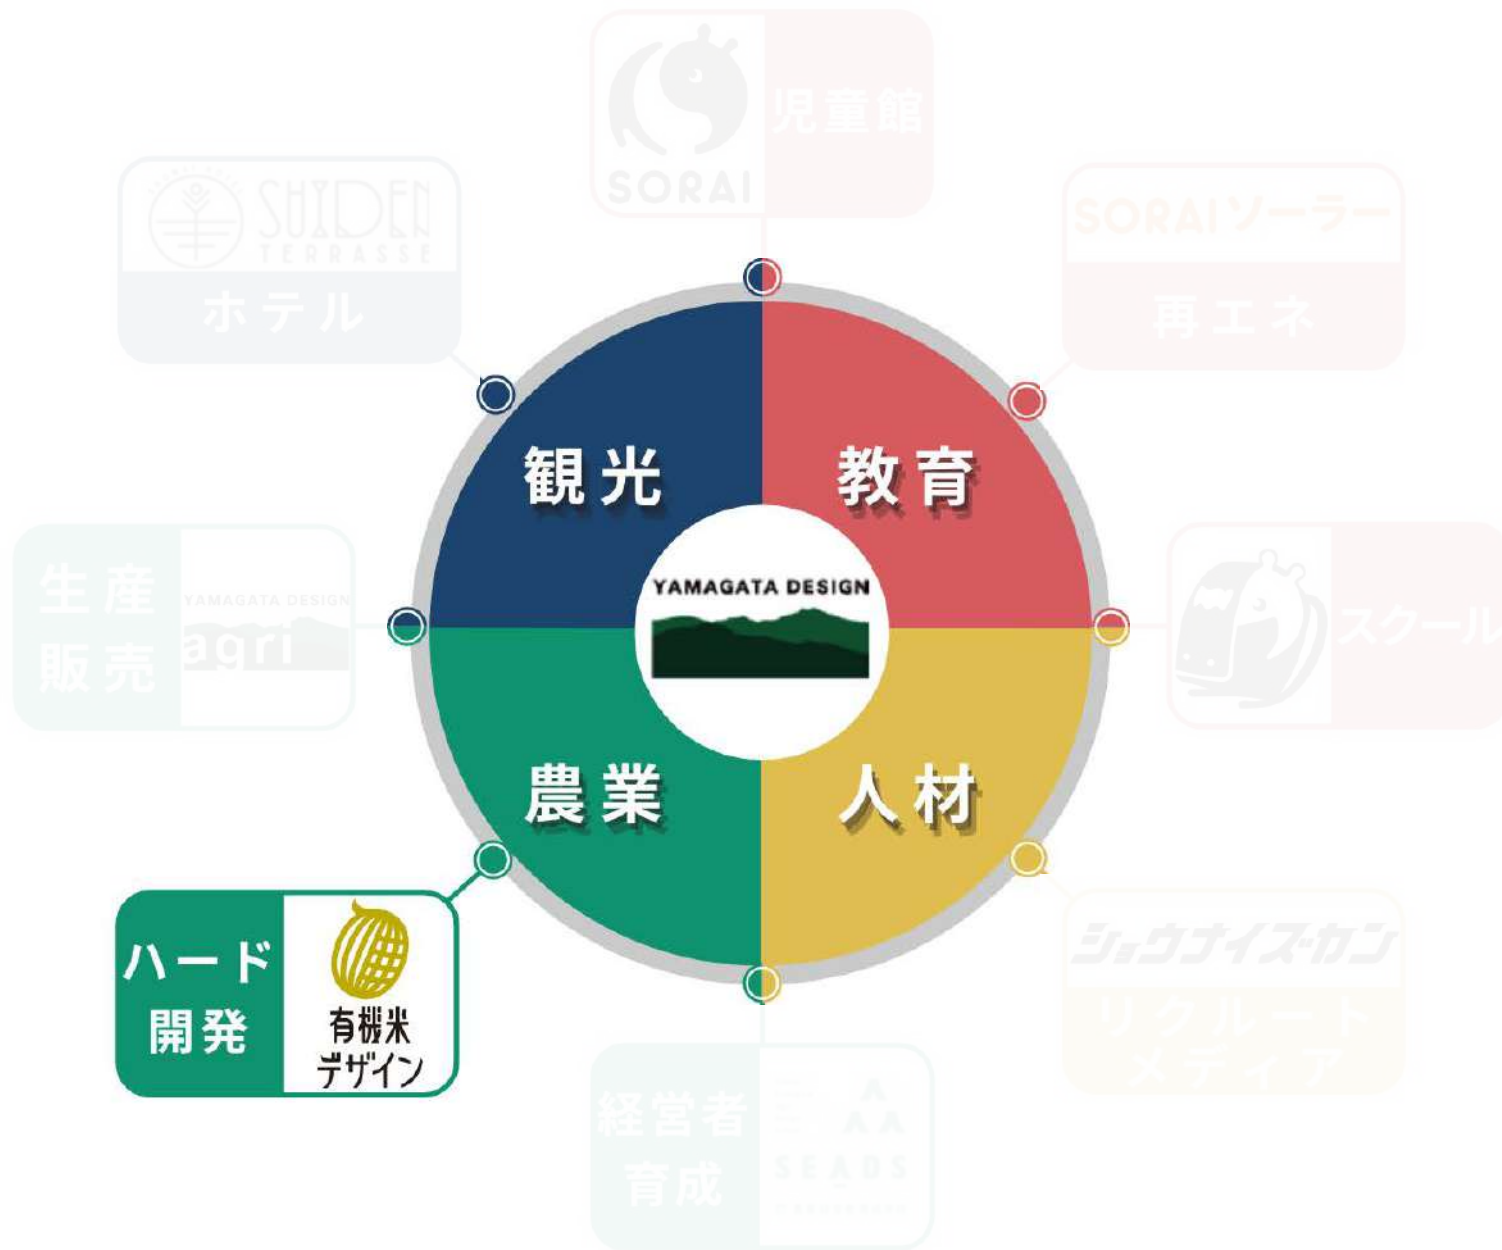 SORAI
児童館
SUIDEN
TERRASSE
ホテル
SORAIソーラー
再エネ
観光
教育
生産
販売
YAMAGATA DESIGN
agri
YAMAGATA DESIGN
スクール
農業
人材
ハード
開発
有機米
デザイン
ショウナイズカン
リクルート
メディア
経営者
育成
SEADS